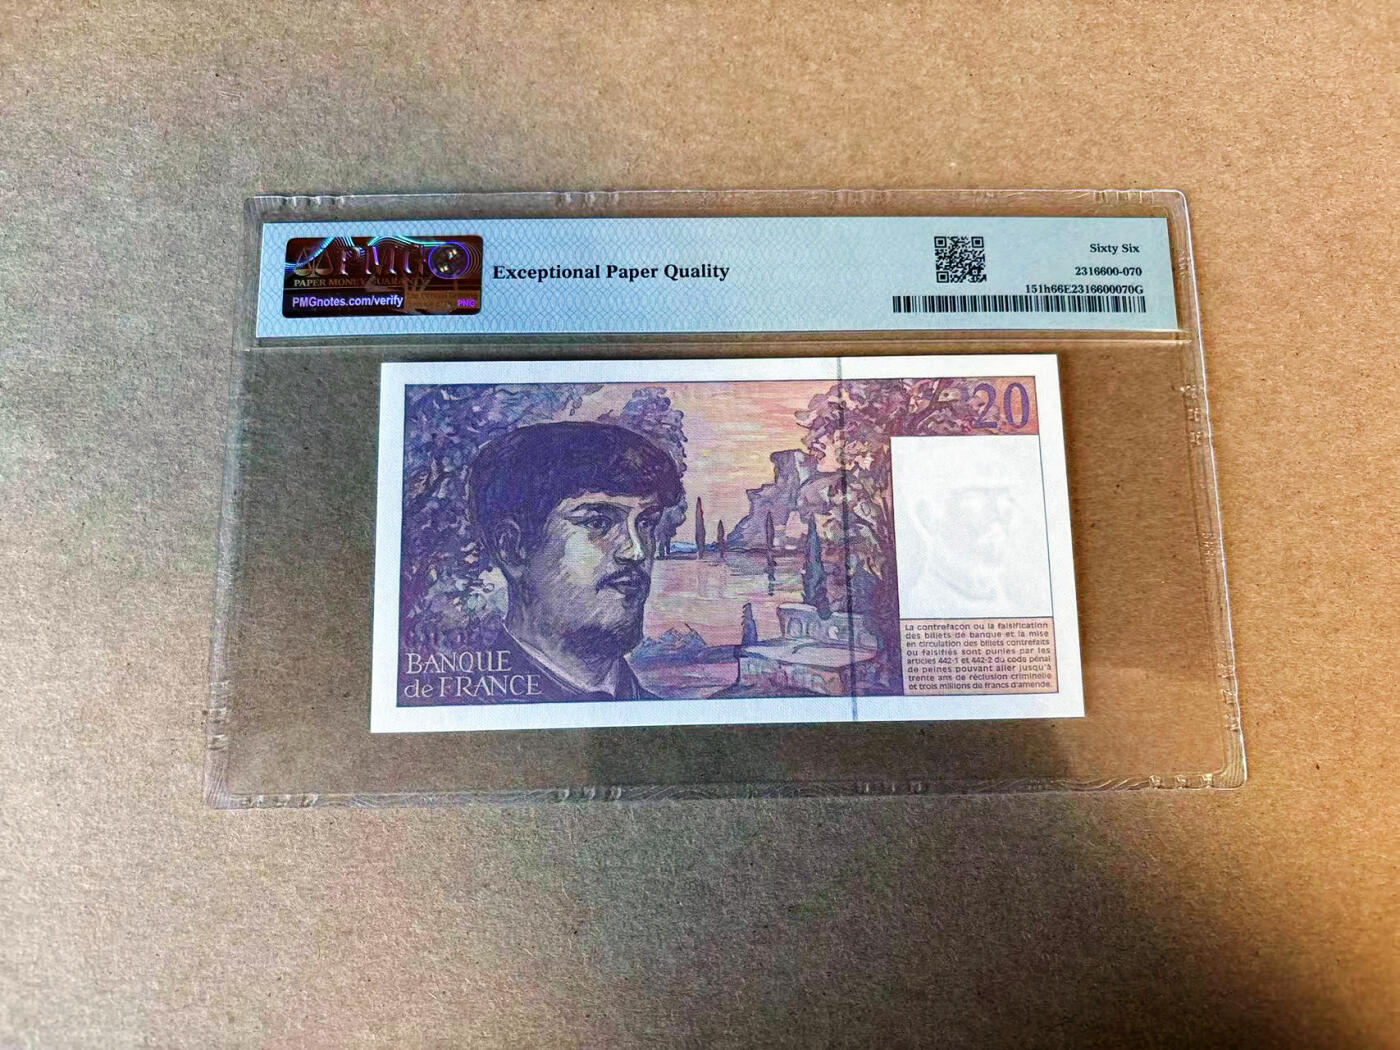 PMG
PAPER MONEY GUARANTY
PMGnotes.com/verify
PNG
Exceptional Paper Quality
Sixty Six
2316600-070
151h66E2316600070G
20
BANQUE
de FRANCE
La contrefaçon ou la falsification
des billets de banque et la mise
en circulation des billets contrefaits
ou falsifiés sont punies par les
articles 442-1 et 442-2 du code pénal
de peines pouvant aller jusqu'à
trente ans de réclusion criminelle
et trois millions de francs d'amende.